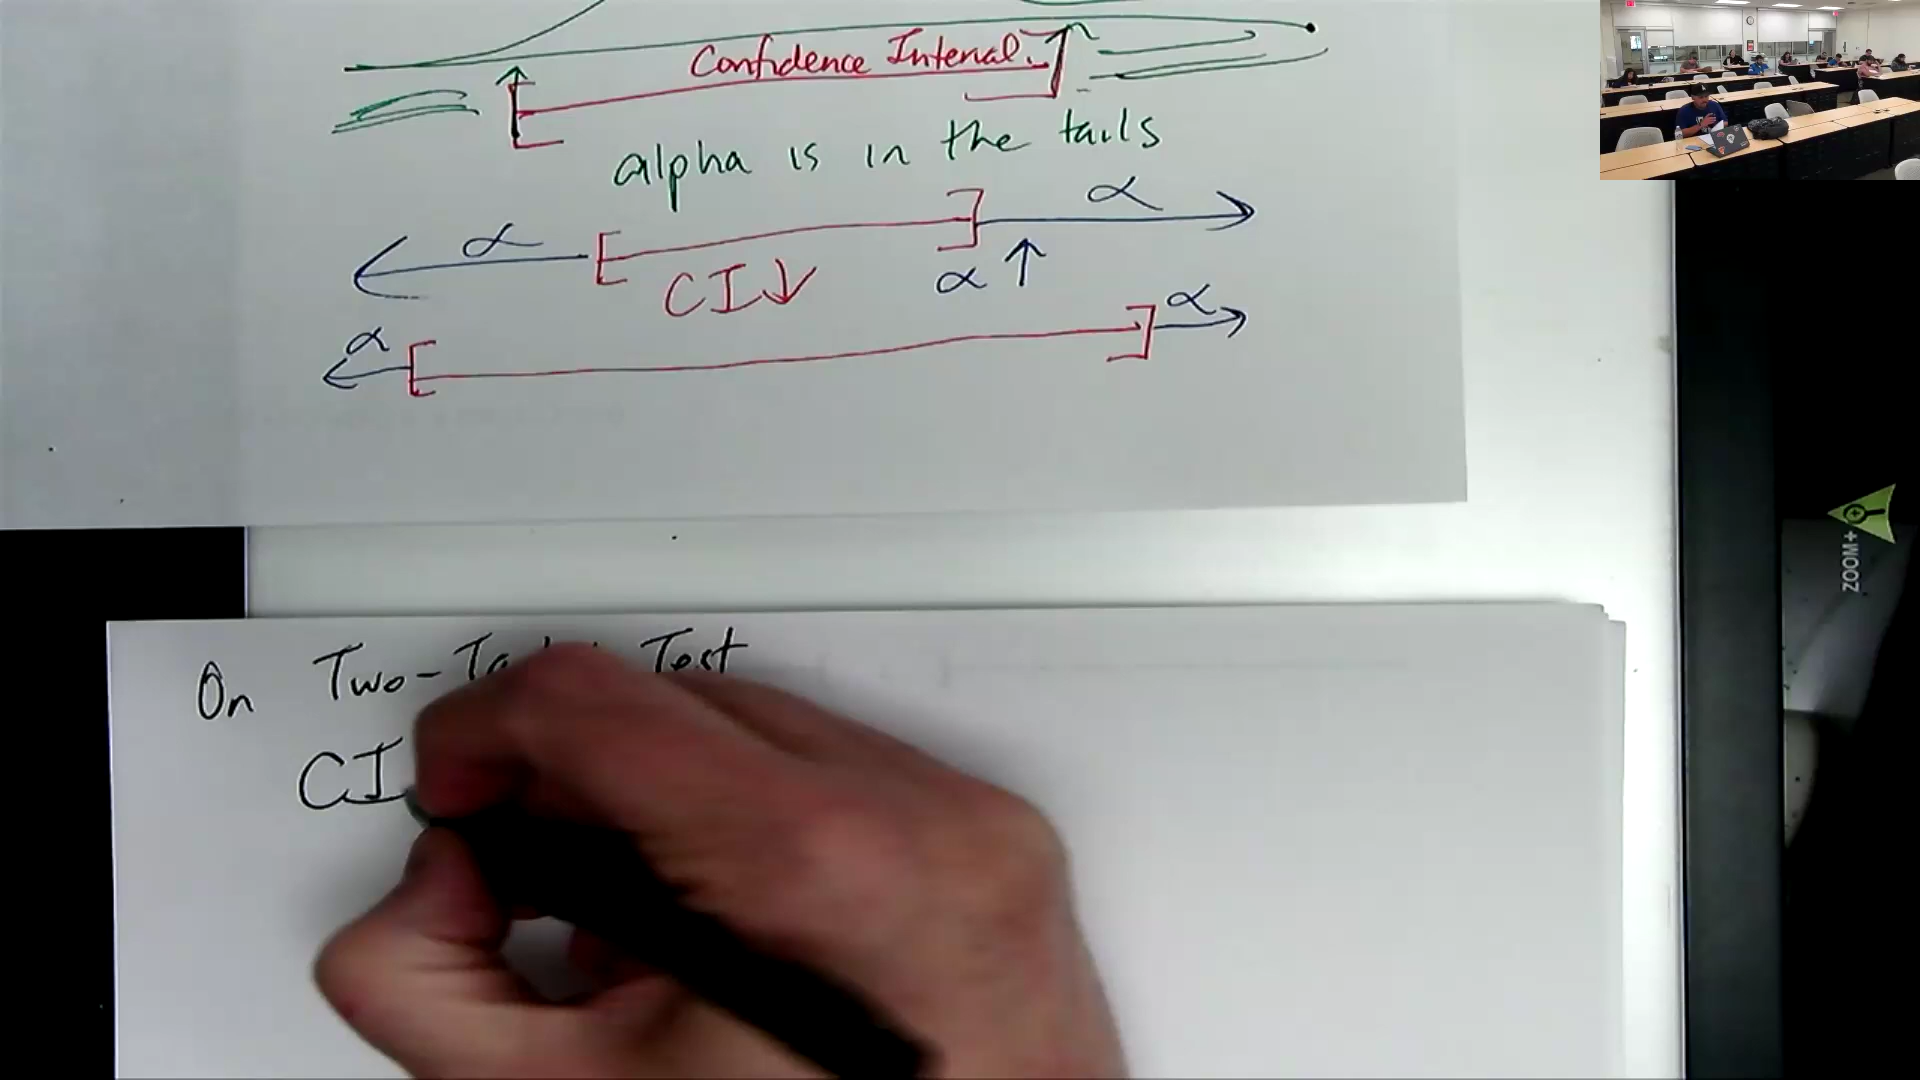 Confidence Interval.
alpha is in the tails
α α
CI↓ α ↑
α α
On Two- Test
CI
ZOOM+